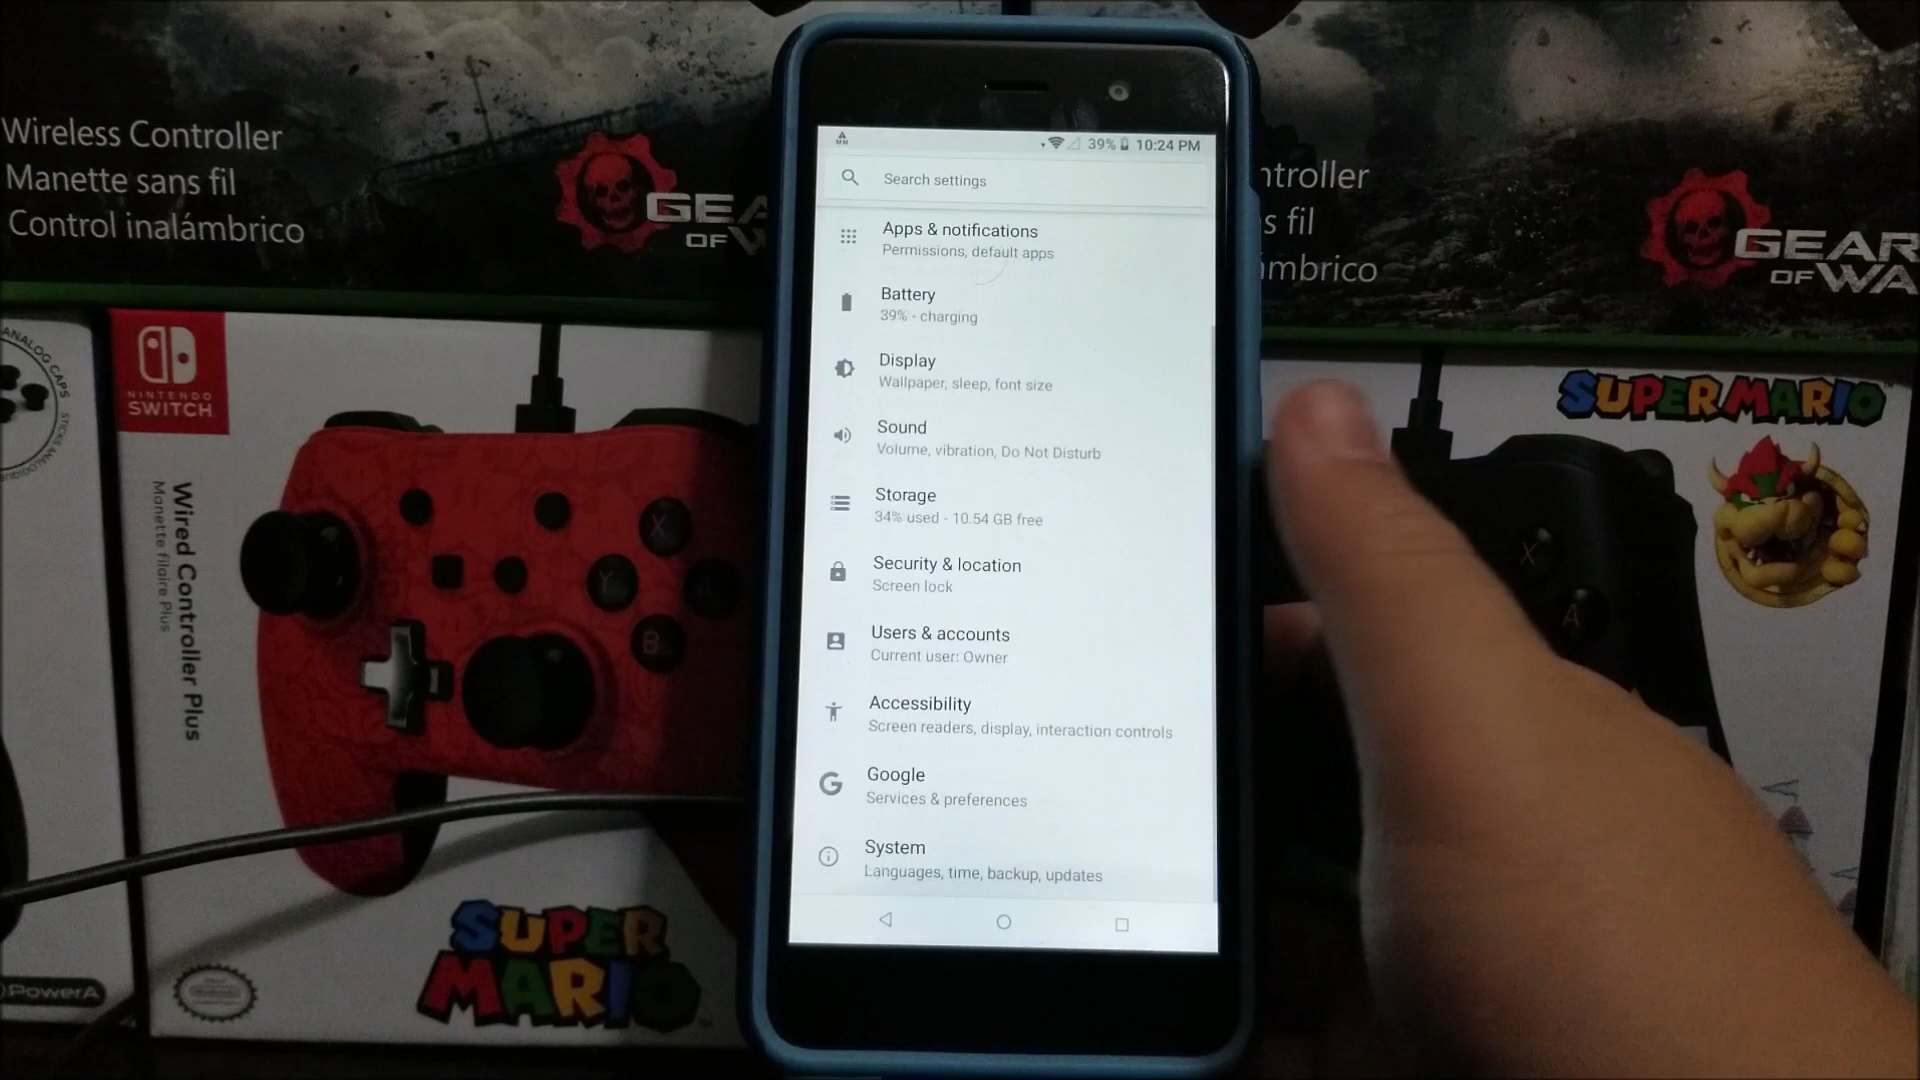 Wireless Controller
Manette sans fil
Control inalámbrico
GEA
OF
ntroller
s fil
mbrico
GEAR
OF WA
ANALOG CAPS
NINTENDO
SWITCH
Wired Controller Plus
Manette filaire Plus
X
Y
A
B
SUPER
MARIO
PowerA
SUPER MARIO
X
A
39% 10:24 PM
Search settings
Apps & notifications
Permissions, default apps
Battery
39% - charging
Display
Wallpaper, sleep, font size
Sound
Volume, vibration, Do Not Disturb
Storage
34% used - 10.54 GB free
Security & location
Screen lock
Users & accounts
Current user: Owner
Accessibility
Screen readers, display, interaction controls
Google
Services & preferences
System
Languages, time, backup, updates